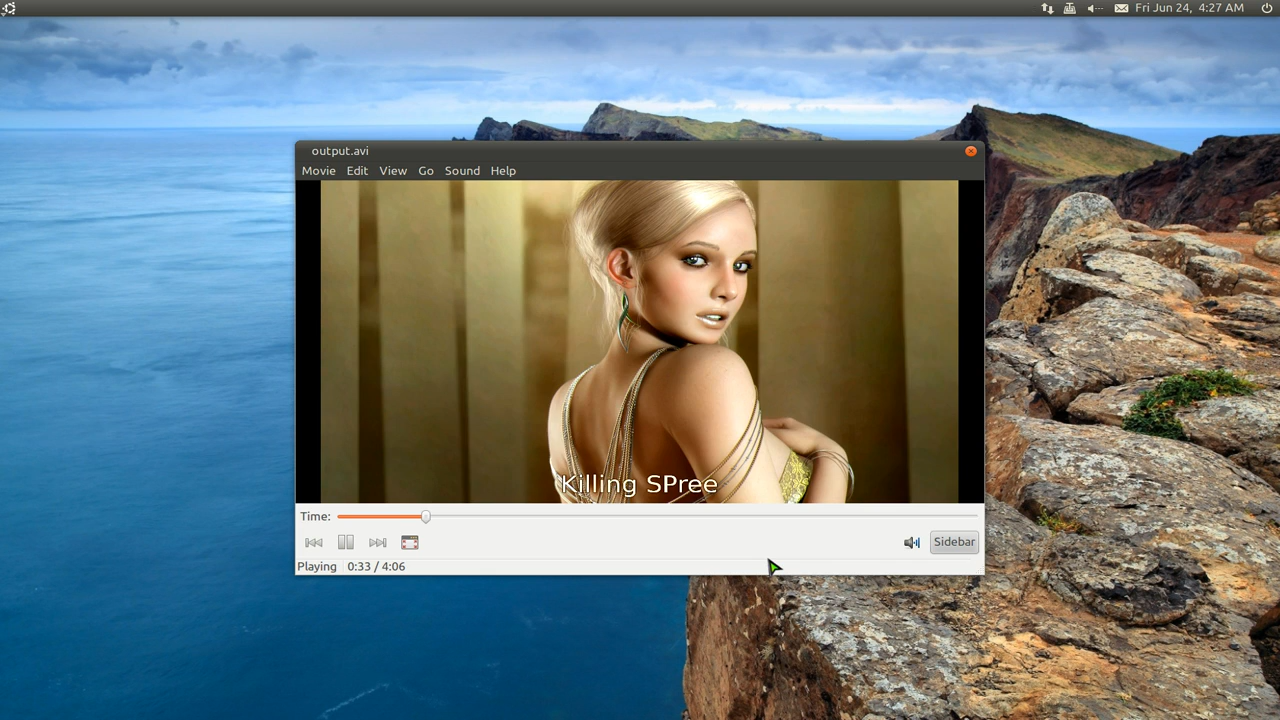 Fri Jun 24, 4:27 AM
output.avi
Movie Edit View Go Sound Help
Killing SPree
Time:
Sidebar
Playing 0:33 / 4:06